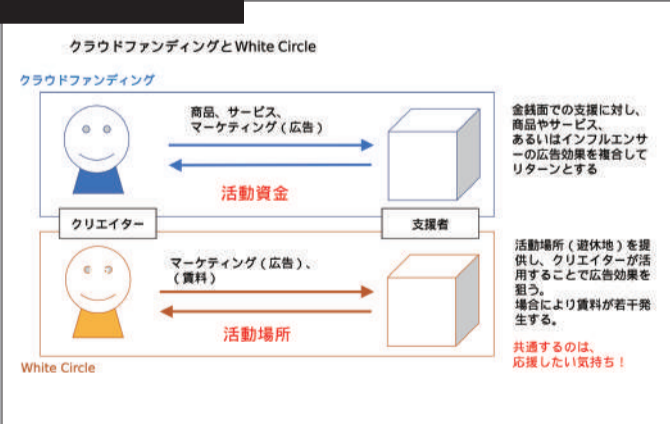 クラウドファンディングとWhite Circle
クラウドファンディング
商品、サービス、
マーケティング（広告）
活動資金
金銭面での支援に対し、
商品やサービス、
あるいはインフルエンサ
ーの広告効果を複合して
リターンとする
クリエイター
支援者
マーケティング（広告）、
（賃料）
活動場所
活動場所（遊休地）を提
供し、クリエイターが活
用することで広告効果を
狙う。
場合により賃料が若干発
生する。
共通するのは、
応援したい気持ち！
White Circle